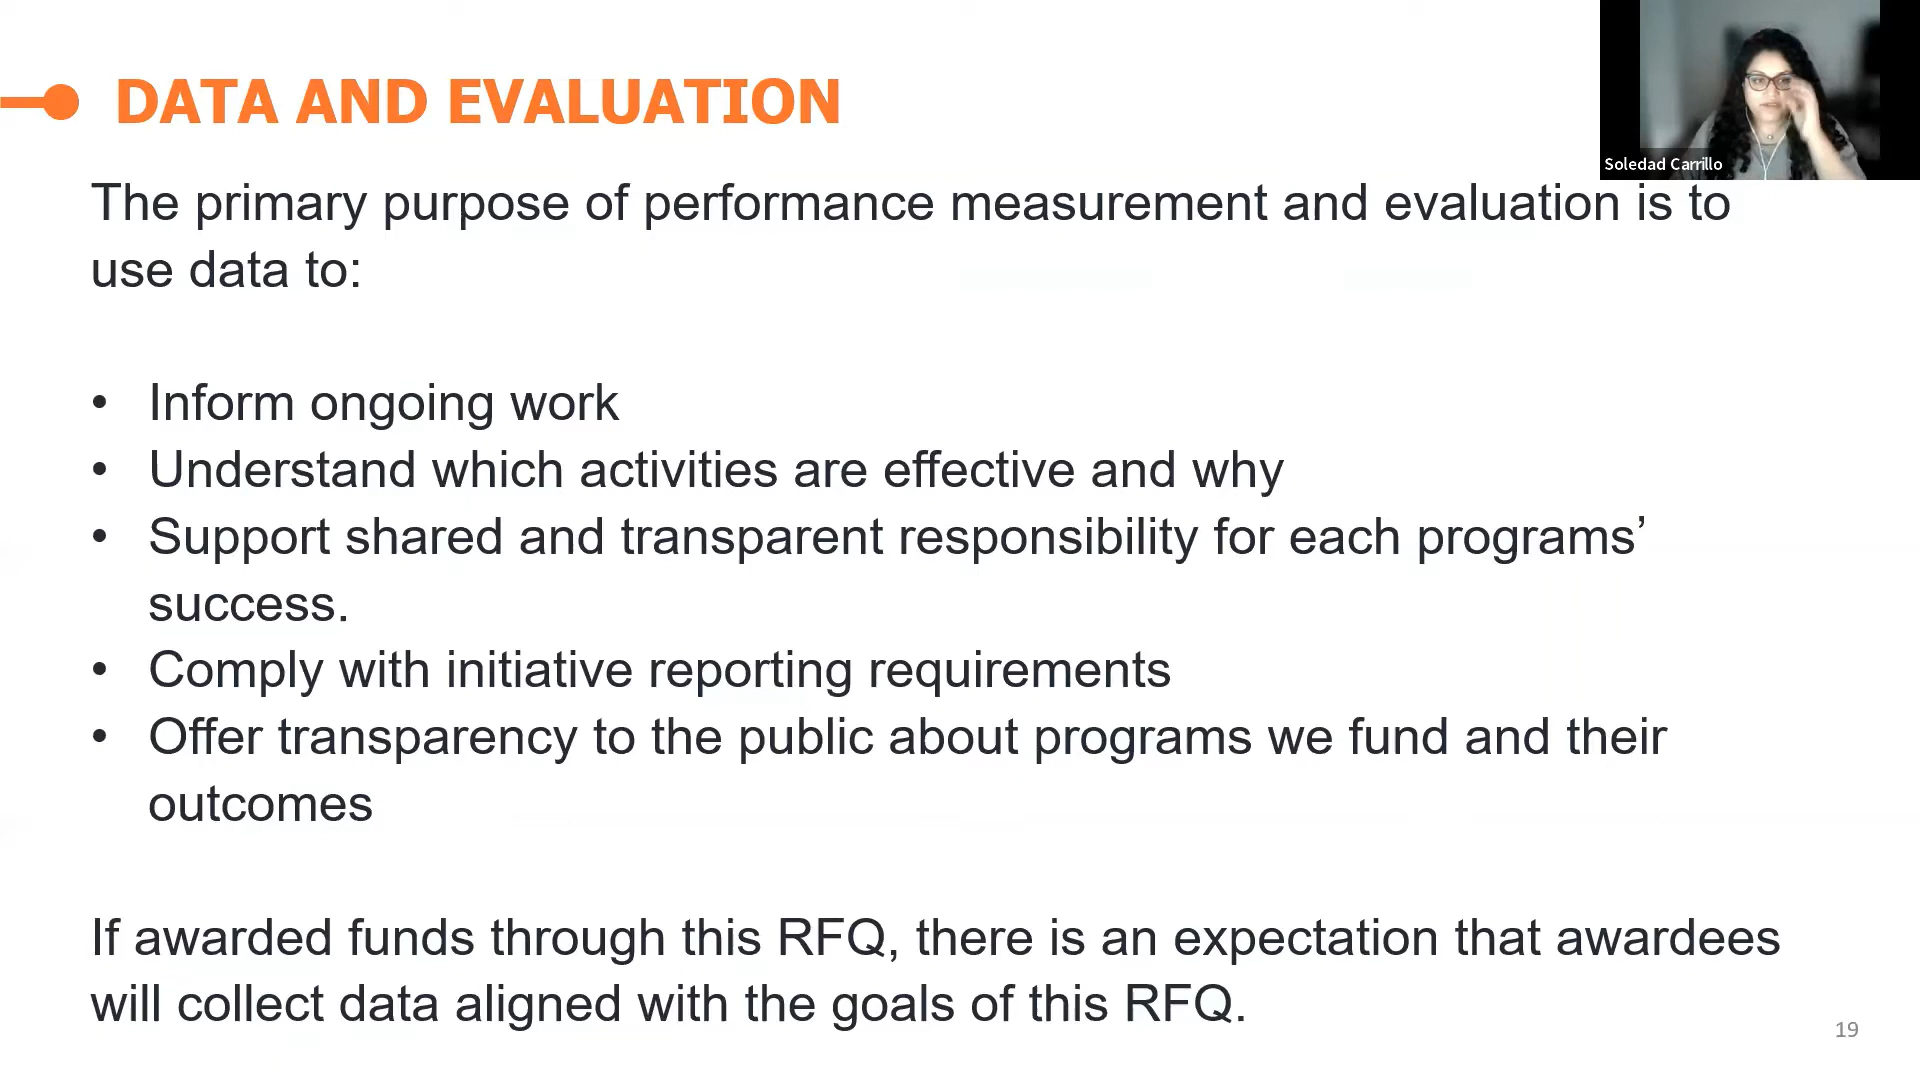 DATA AND EVALUATION
Soledad Carrillo
The primary purpose of performance measurement and evaluation is to
use data to:
• Inform ongoing work
• Understand which activities are effective and why
• Support shared and transparent responsibility for each programs’
success.
• Comply with initiative reporting requirements
• Offer transparency to the public about programs we fund and their
outcomes
If awarded funds through this RFQ, there is an expectation that awardees
will collect data aligned with the goals of this RFQ.
19